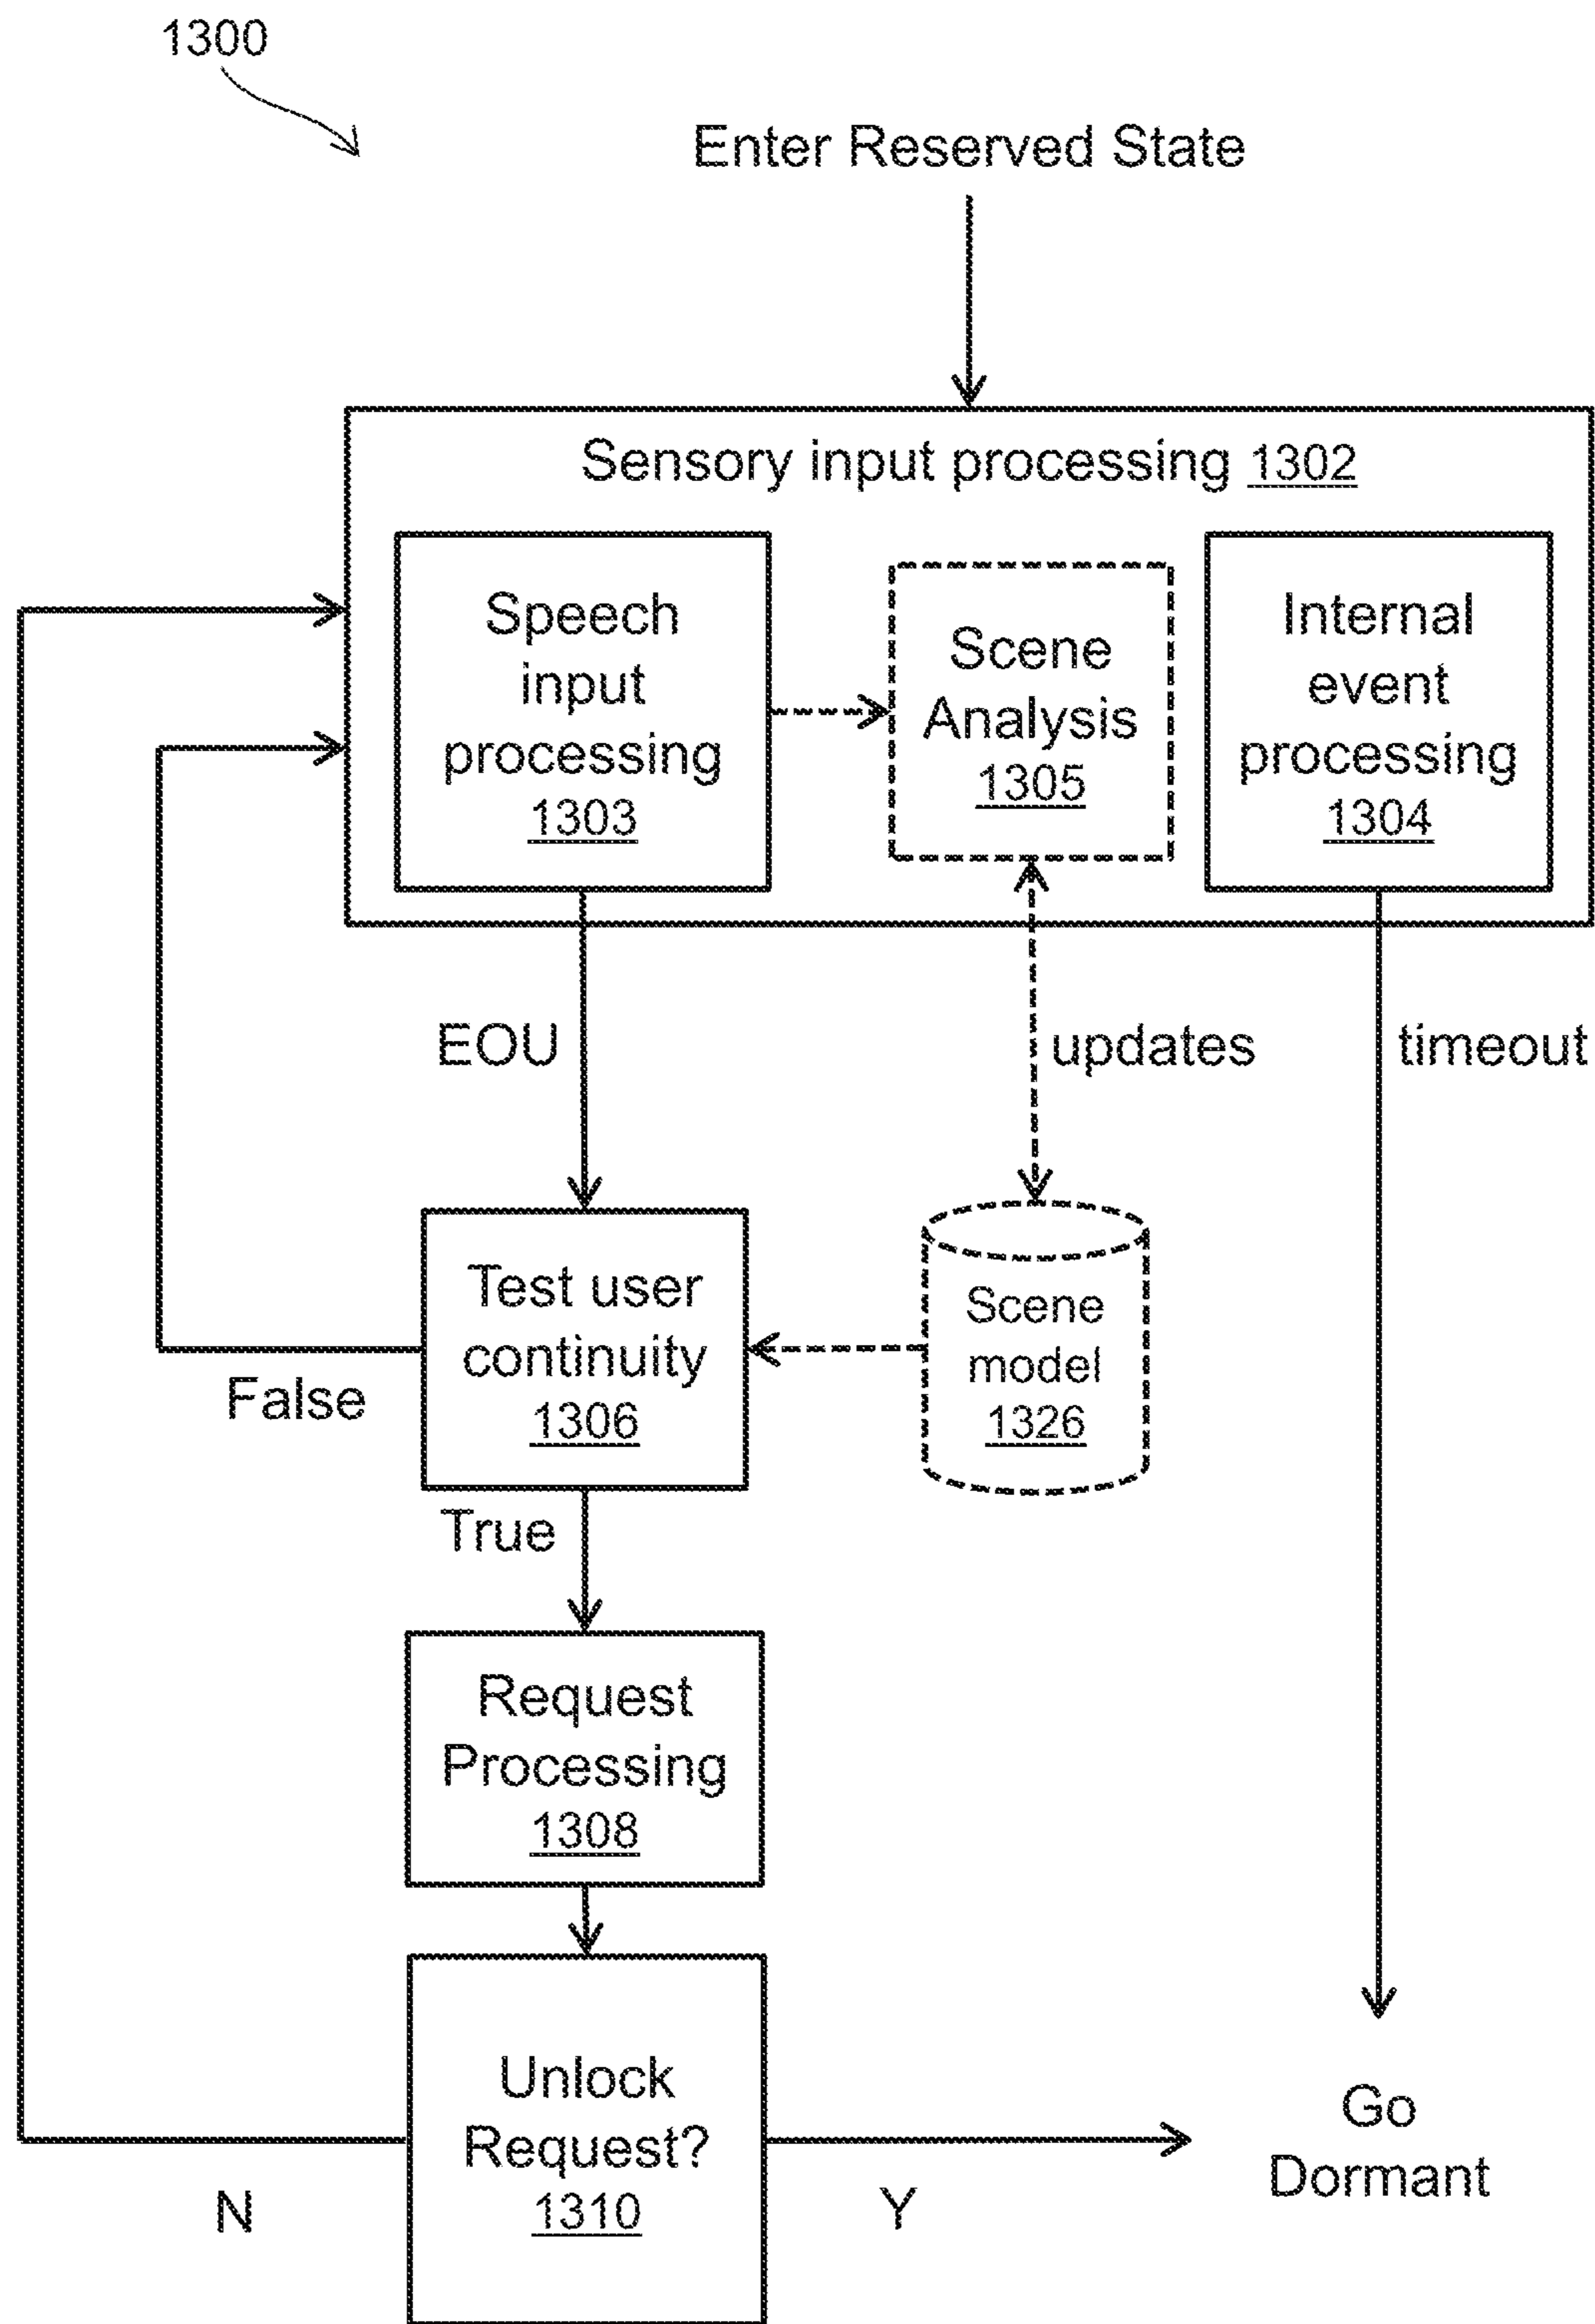 1300
Enter Reserved State
Sensory input processing 1302
Speech
input
processing
1303
Scene
Analysis
1305
Internal
event
processing
1304
EOU
updates
timeout
Test user
continuity
1306
Scene
model
1326
False
True
Request
Processing
1308
Unlock
Request?
1310
N
Y
Go
Dormant